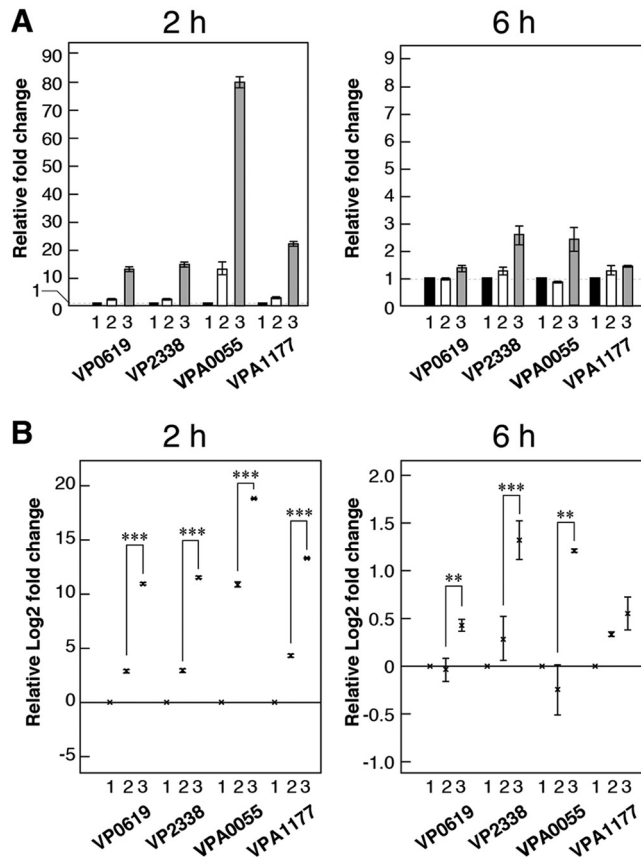 A
2 h
6 h
Relative fold change
90
80
70
60
50
40
30
20
10
1
0
1 2 3 1 2 3 1 2 3 1 2 3
VP0619
VP2338
VPA0055
VPA1177
Relative fold change
9
8
7
6
5
4
3
2
1
0
1 2 3 1 2 3 1 2 3 1 2 3
VP0619
VP2338
VPA0055
VPA1177
B
2 h
6 h
Relative Log2 fold change
20
15
10
5
0
-5
***
***
***
***
1 2 3 1 2 3 1 2 3 1 2 3
VP0619
VP2338
VPA0055
VPA1177
Relative Log2 fold change
2.0
1.5
1.0
0.5
0
-0.5
-1.0
**
***
**
1 2 3 1 2 3 1 2 3 1 2 3
VP0619
VP2338
VPA0055
VPA1177